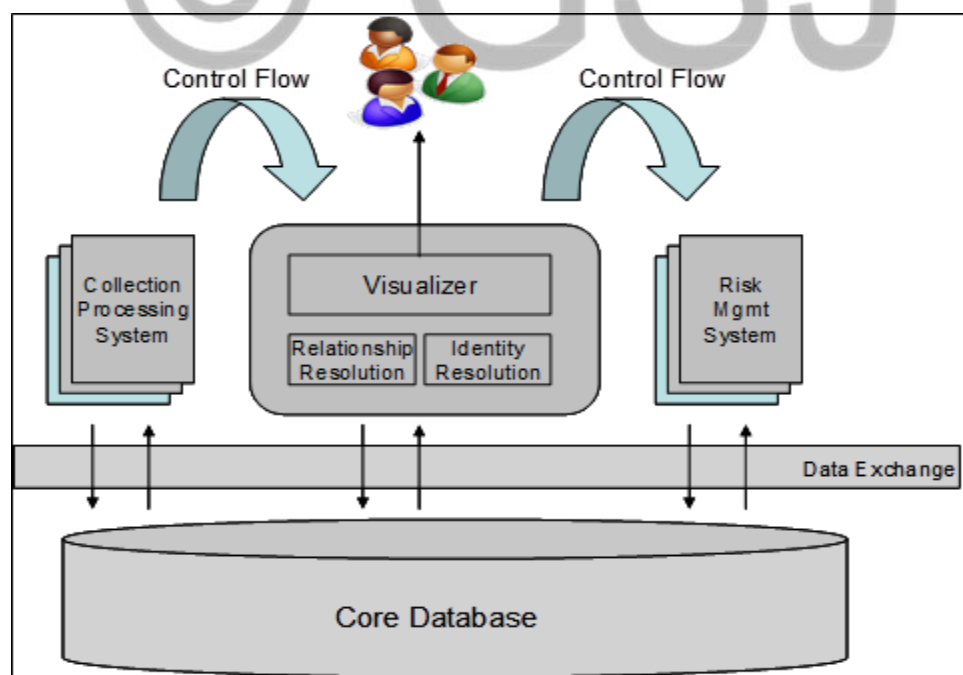 © GSJ
Control Flow
Control Flow
Collection
Processing
System
Visualizer
Relationship
Resolution
Identity
Resolution
Risk
Mgmt
System
Data Exchange
Core Database